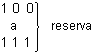 1 0 0
a } reserva
1 1 1